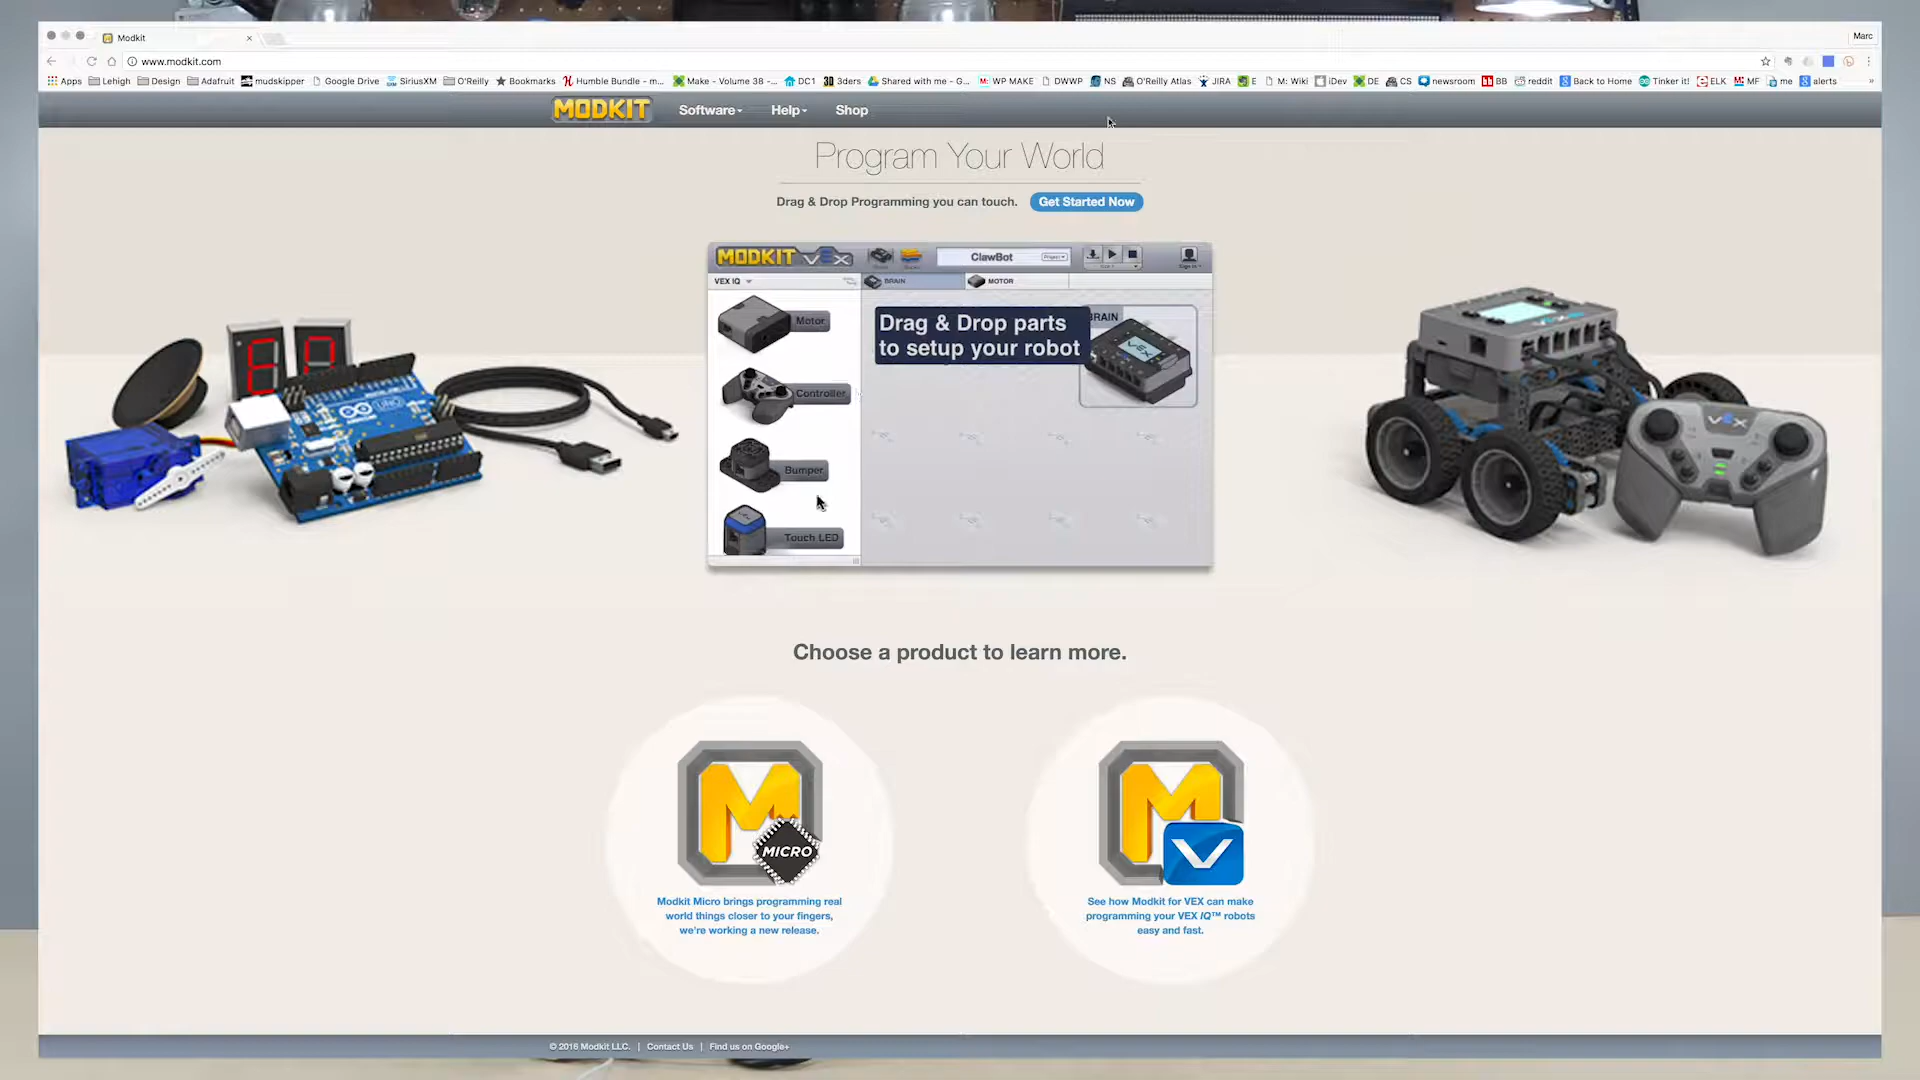 Modkit
Marc
www.modkit.com
Apps Lehigh Design Adafruit mudskipper Google Drive SiriusXM O'Reilly Bookmarks Humble Bundle - m... Make - Volume 38 -... DC1 3ders Shared with me - G... M: WP MAKE DWWP NS O'Reilly Atlas JIRA E M: Wiki iDev DE CS newsroom BB reddit Back to Home Tinker it! ELK MF me alerts »
MODKIT Software Help Shop
Program Your World
Drag & Drop Programming you can touch. Get Started Now
MODKIT VEX ClawBot
VEX IQ BRAIN MOTOR
Motor
Controller
Bumper
Touch LED
Drag & Drop parts
to setup your robot
BRAIN
VEX
UNO
VEX
Choose a product to learn more.
MICRO
Modkit Micro brings programming real
world things closer to your fingers,
we're working a new release.
See how Modkit for VEX can make
programming your VEX IQ™ robots
easy and fast.
© 2016 Modkit LLC. | Contact Us | Find us on Google+